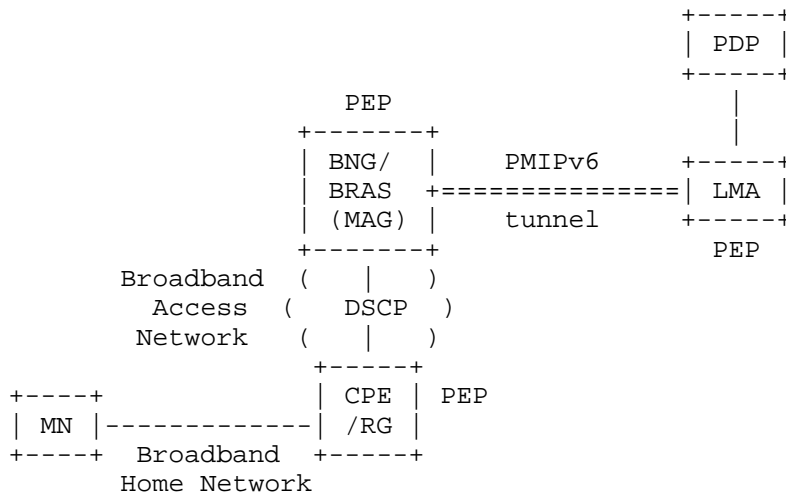 PDP
PEP
BNG/ PMIPv6
BRAS LMA
(MAG) tunnel
PEP
Broadband
Access DSCP
Network
CPE PEP
MN /RG
Broadband
Home Network